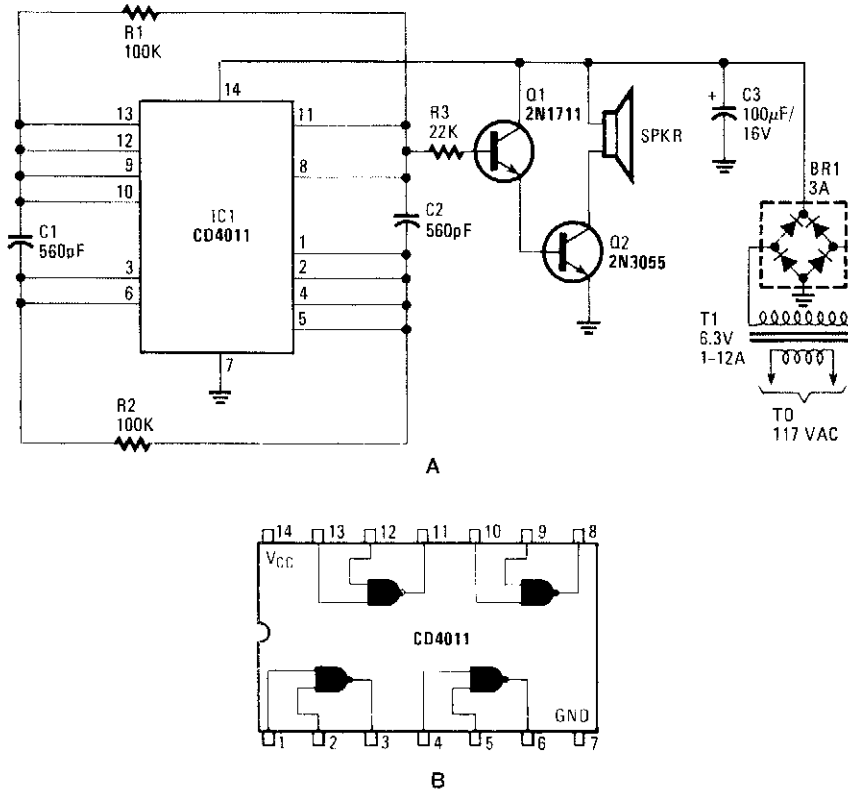 R1
100K
14
13
12
9
10
3
6
11
8
1
2
4
5
7
IC1
CD4011
C1
560pF
C2
560pF
R2
100K
R3
22K
Q1
2N1711
Q2
2N3055
SPKR
+
C3
100µF/
16V
BR1
3A
T1
6.3V
1-12A
TO
117 VAC
A
14 13 12 11 10 9 8
VCC
CD4011
GND
1 2 3 4 5 6 7
B